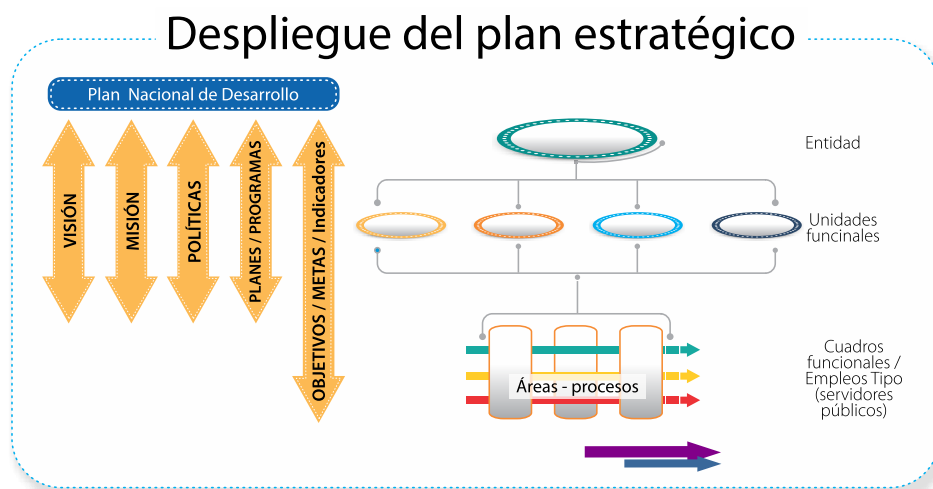 Despliegue del plan estratégico
Plan Nacional de Desarrollo
VISIÓN
MISIÓN
POLÍTICAS
PLANES / PROGRAMAS
OBJETIVOS / METAS / Indicadores
Entidad
Unidades
funcinales
Cuadros
funcionales /
Empleos Tipo
(servidores
públicos)
Áreas - procesos